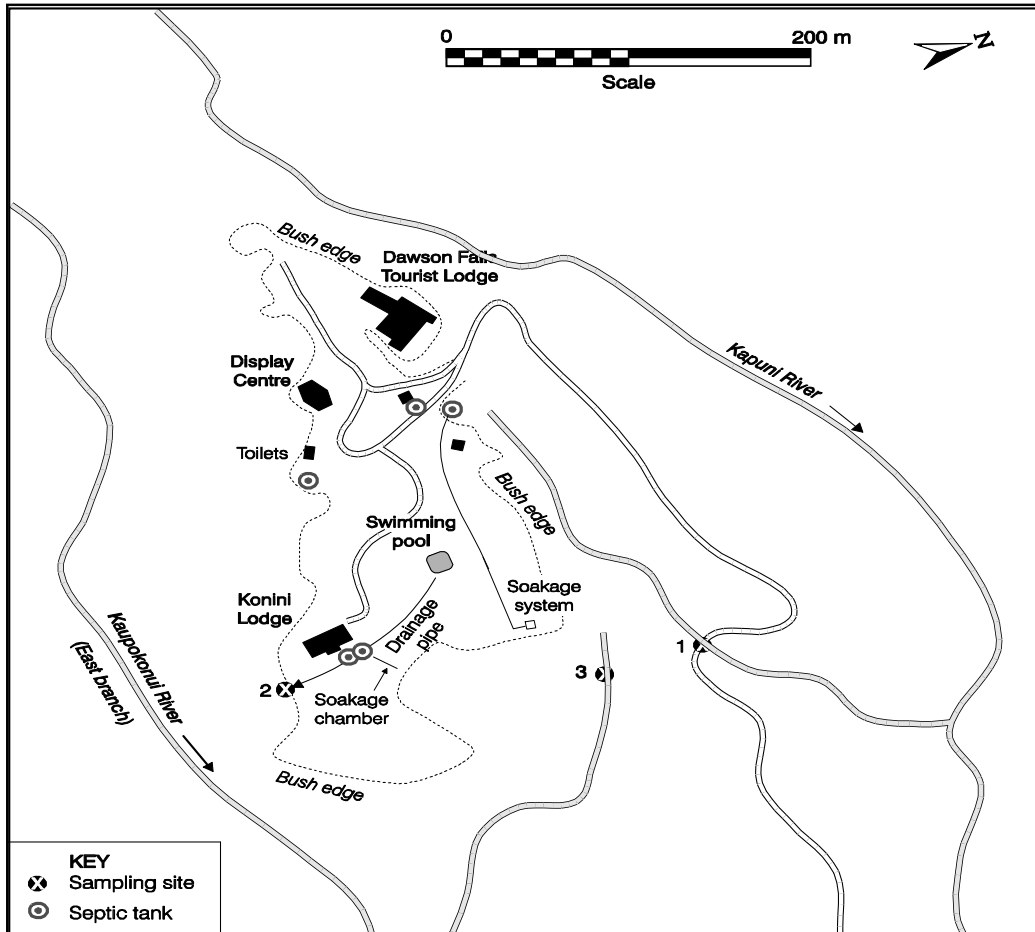 0 200 m
Scale
N
Bush edge
Dawson Falls
Tourist Lodge
Kapuni River
Display
Centre
Toilets
Bush edge
Swimming
pool
Soakage
system
Konini
Lodge
Drainage
pipe
Kaupokonui River
(East branch)
1
2
3
Soakage
chamber
Bush edge
KEY
Sampling site
Septic tank